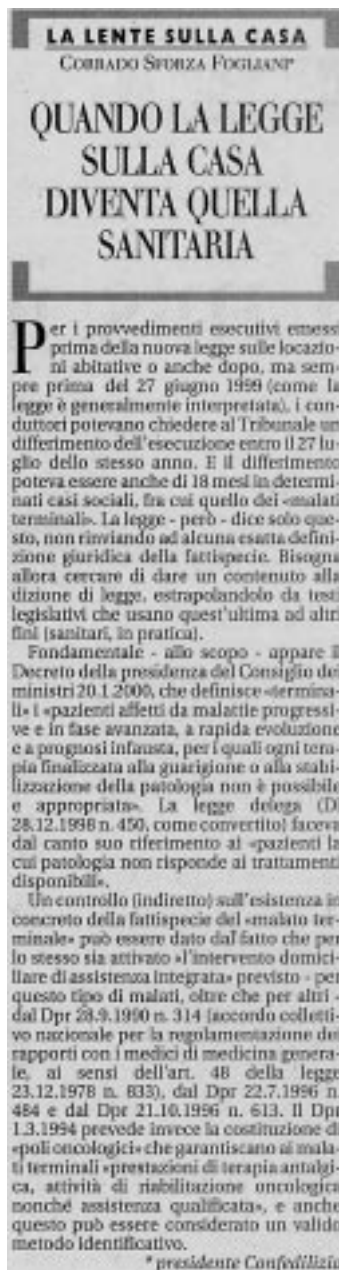 LA LENTE SULLA CASA
CORRADO SFORZA FOGLIANI*
QUANDO LA LEGGE
SULLA CASA
DIVENTA QUELLA
SANITARIA
Per i provvedimenti esecutivi emessi
prima della nuova legge sulle locazio-
ni abitative o anche dopo, ma sem-
pre prima del 27 giugno 1999 (come la
legge è generalmente interpretata), i con-
duttori potevano chiedere al Tribunale un
differimento dell'esecuzione entro il 27 lu-
glio dello stesso anno. E il differimento
poteva essere anche di 18 mesi in determi-
nati casi sociali, fra cui quello dei «malati
terminali». La legge - però - dice solo que-
sto, non rinviando ad alcuna esatta defini-
zione giuridica della fattispecie. Bisogna
allora cercare di dare un contenuto alla
dizione di legge, estrapolandolo da testi
legislativi che usano quest'ultima ad altri
fini (sanitari, in pratica).
Fondamentale - allo scopo - appare il
Decreto della presidenza del Consiglio dei
ministri 20.1.2000, che definisce «termina-
li» i «pazienti affetti da malattie progressi-
ve e in fase avanzata, a rapida evoluzione
e a prognosi infausta, per i quali ogni tera-
pia finalizzata alla guarigione o alla stabi-
lizzazione della patologia non è possibile
e appropriata». La legge delega (Dl
28.12.1998 n. 450, come convertito) faceva
dal canto suo riferimento ai «pazienti la
cui patologia non risponde ai trattamenti
disponibili».
Un controllo (indiretto) sull'esistenza in
concreto della fattispecie del «malato ter-
minale» può essere dato dal fatto che per
lo stesso sia attivato «l'intervento domici-
liare di assistenza integrata» previsto - per
questo tipo di malati, oltre che per altri -
dal Dpr 28.9.1990 n. 314 (accordo colletti-
vo nazionale per la regolamentazione dei
rapporti con i medici di medicina genera-
le, ai sensi dell'art. 48 della legge
23.12.1978 n. 833), dal Dpr 22.7.1996 n.
484 e dal Dpr 21.10.1996 n. 613. Il Dpr
1.3.1994 prevede invece la costituzione di
«poli oncologici» che garantiscano ai mala-
ti terminali «prestazioni di terapia antalgi-
ca, attività di riabilitazione oncologica
nonché assistenza qualificata», e anche
questo può essere considerato un valido
metodo identificativo.
* presidente Confedilizia